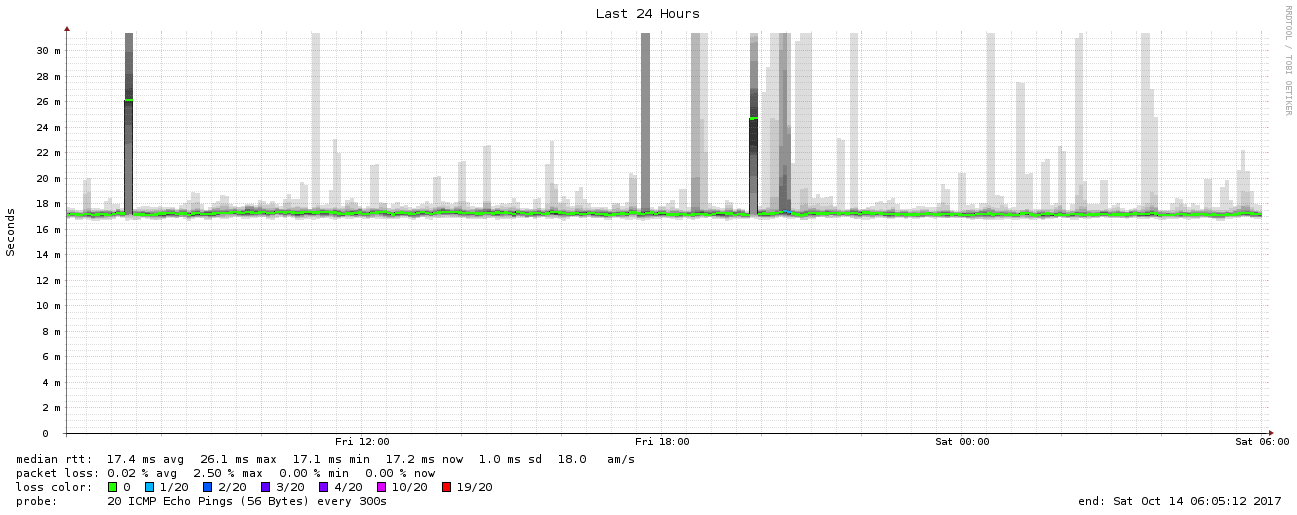 Last 24 Hours
RRDTOOL / TOBI OETIKER
Seconds
30 m
28 m
26 m
24 m
22 m
20 m
18 m
16 m
14 m
12 m
10 m
8 m
6 m
4 m
2 m
0
Fri 12:00 Fri 18:00 Sat 00:00 Sat 06:00
median rtt: 17.4 ms avg 26.1 ms max 17.1 ms min 17.2 ms now 1.0 ms sd 18.0 am/s
packet loss: 0.02 % avg 2.50 % max 0.00 % min 0.00 % now
loss color: 0 1/20 2/20 3/20 4/20 10/20 19/20
probe: 20 ICMP Echo Pings (56 Bytes) every 300s end: Sat Oct 14 06:05:12 2017